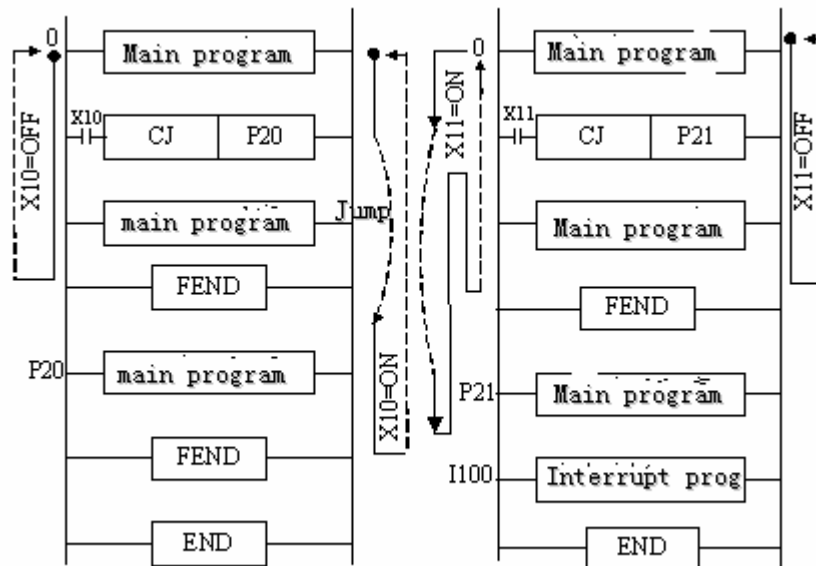 0
Main program
X10
CJ P20
X10=OFF
main program
Jump
FEND
P20
main program
X10=ON
FEND
END
0
Main program
X11=ON
X11
CJ P21
X11=OFF
Main program
FEND
P21
Main program
I100
Interrupt prog
END